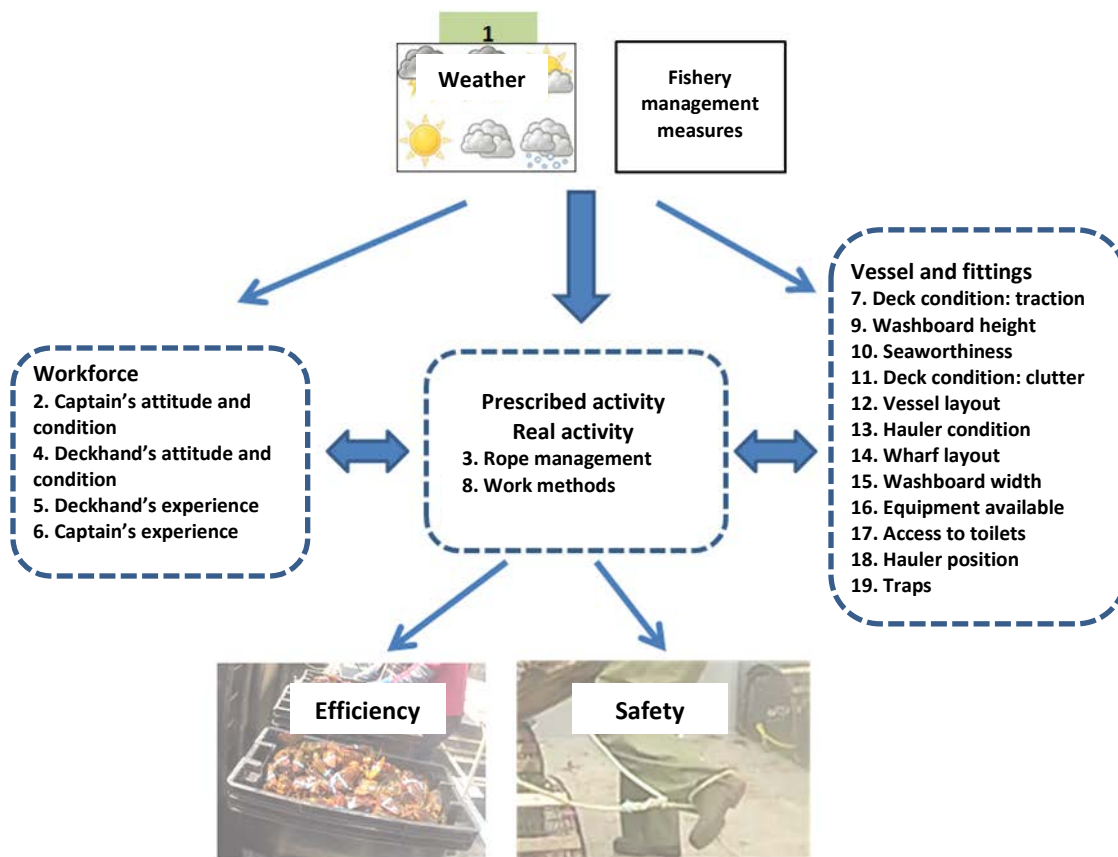 1
Weather
Fishery
management
measures
Vessel and fittings
7. Deck condition: traction
9. Washboard height
10. Seaworthiness
11. Deck condition: clutter
12. Vessel layout
13. Hauler condition
14. Wharf layout
15. Washboard width
16. Equipment available
17. Access to toilets
18. Hauler position
19. Traps
Workforce
2. Captain’s attitude and
condition
4. Deckhand’s attitude and
condition
5. Deckhand’s experience
6. Captain’s experience
Prescribed activity
Real activity
3. Rope management
8. Work methods
Efficiency
Safety